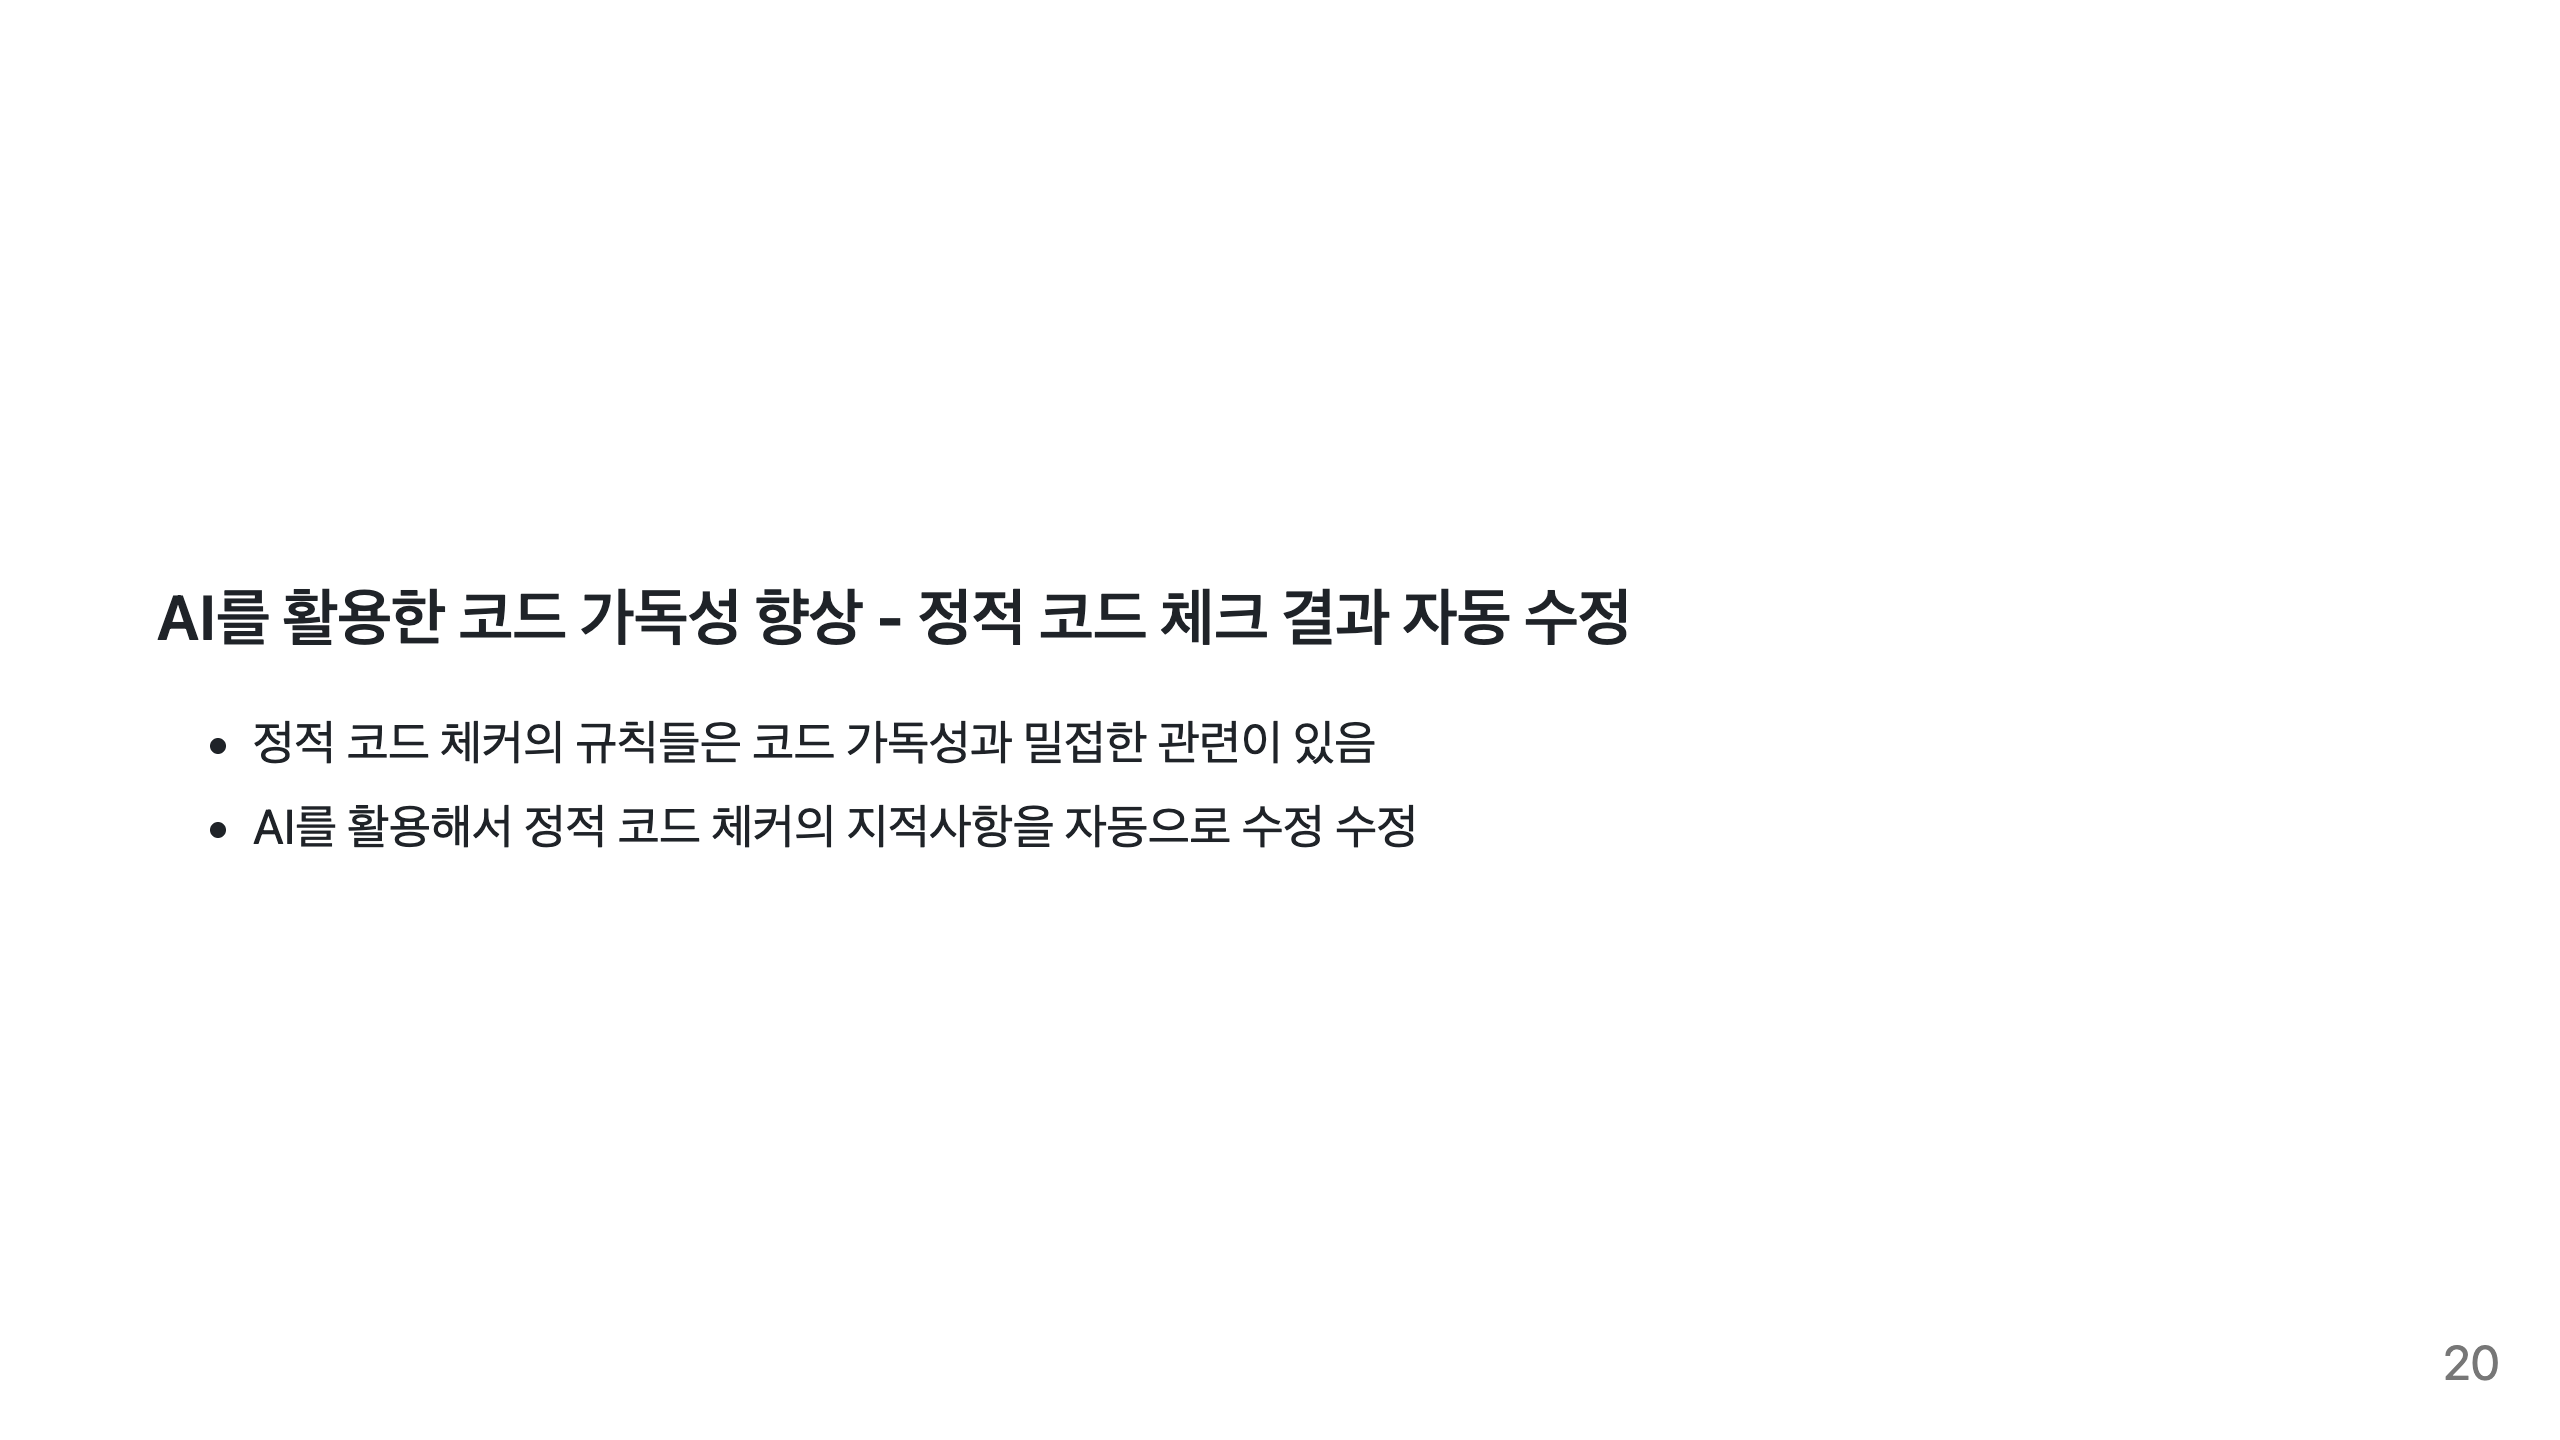 AI를 활용한 코드 가독성 향상 - 정적 코드 체크 결과 자동 수정
• 정적 코드 체커의 규칙들은 코드 가독성과 밀접한 관련이 있음
• AI를 활용해서 정적 코드 체커의 지적사항을 자동으로 수정 수정
20